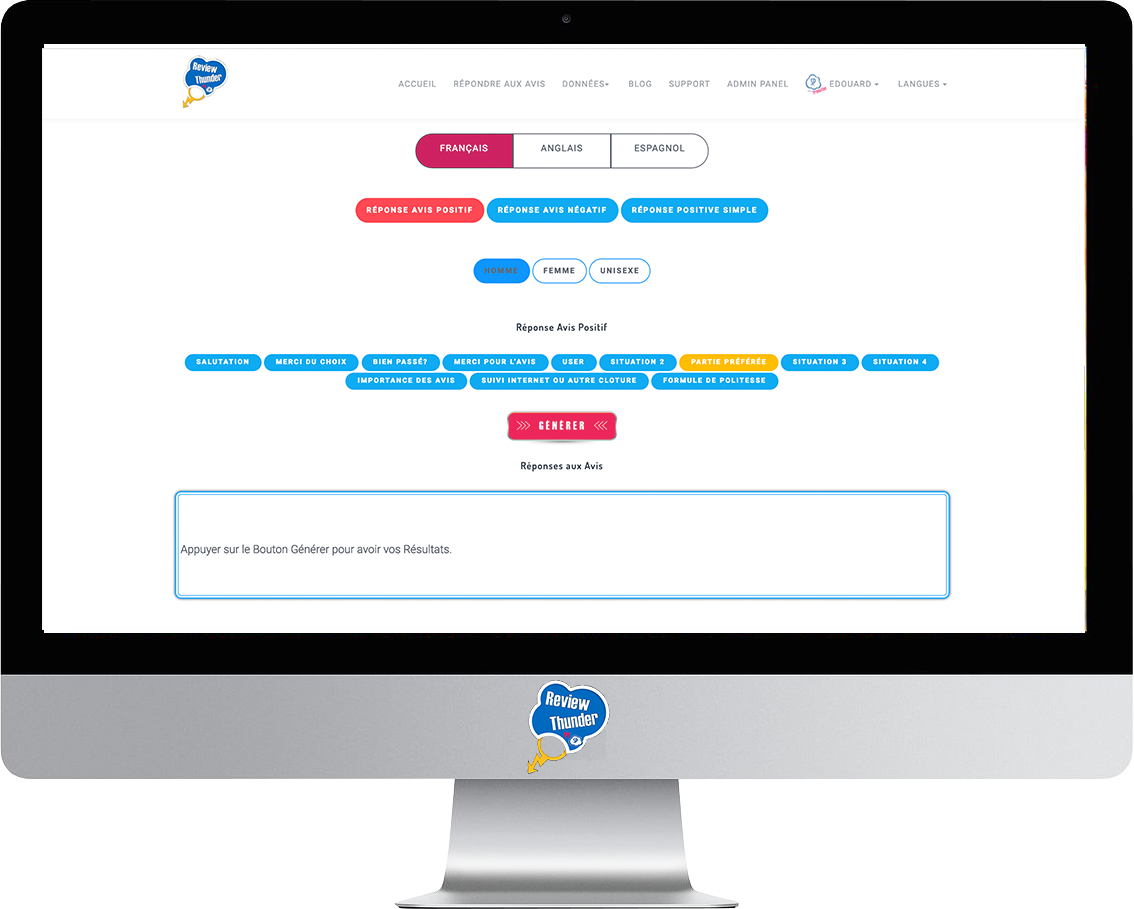 Review
Thunder
ACCUEIL RÉPONDRE AUX AVIS DONNÉES BLOG SUPPORT ADMIN PANEL EDOUARD LANGUES
FRANÇAIS ANGLAIS ESPAGNOL
RÉPONSE AVIS POSITIF RÉPONSE AVIS NÉGATIF RÉPONSE POSITIVE SIMPLE
HOMME FEMME UNISEXE
Réponse Avis Positif
SALUTATION MERCI DU CHOIX BIEN PASSÉ? MERCI POUR L'AVIS USER SITUATION 2 PARTIE PRÉFÉRÉE SITUATION 3 SITUATION 4
IMPORTANCE DES AVIS SUIVI INTERNET OU AUTRE CLOTURE FORMULE DE POLITESSE
>>> GÉNÉRER <<<
Réponses aux Avis
Appuyer sur le Bouton Générer pour avoir vos Résultats.
Review
Thunder